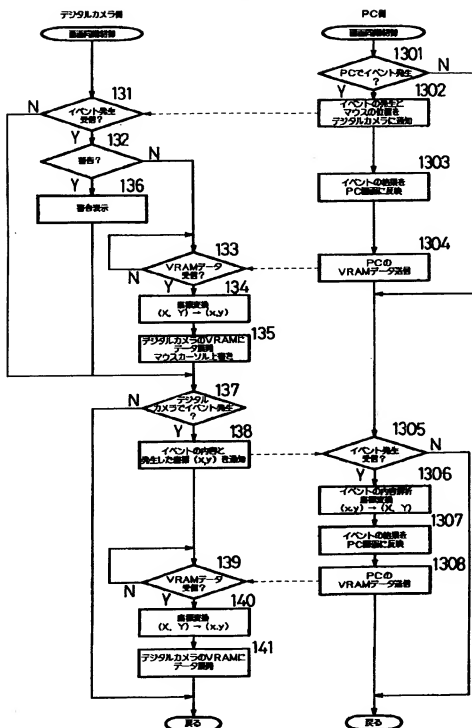 デジタルカメラ側
画面同期制御
131
イベント発生
受信?
N
Y
132
警告?
N
Y
136
警告表示
133
VRAMデータ
受信?
N
Y
134
座標変換
(X, Y) → (x,y)
135
デジタルカメラのVRAMに
データ展開
マウスカーソル上書き
137
デジタル
カメラでイベント発生
?
N
Y
138
イベントの内容と
発生した座標 (x,y) を通知
139
VRAMデータ
受信?
N
Y
140
座標変換
(X, Y) → (x,y)
141
デジタルカメラのVRAMに
データ展開
戻る
PC側
画面同期制御
1301
PCでイベント発生
?
N
Y
1302
イベントの発生と
マウスの位置を
デジタルカメラに通知
1303
イベントの結果を
PC画面に反映
1304
PCの
VRAMデータ送信
1305
イベント発生
受信?
N
Y
1306
イベントの内容解析
座標変換
(x,y) → (X, Y)
1307
イベントの結果を
PC画面に反映
1308
PCの
VRAMデータ送信
戻る